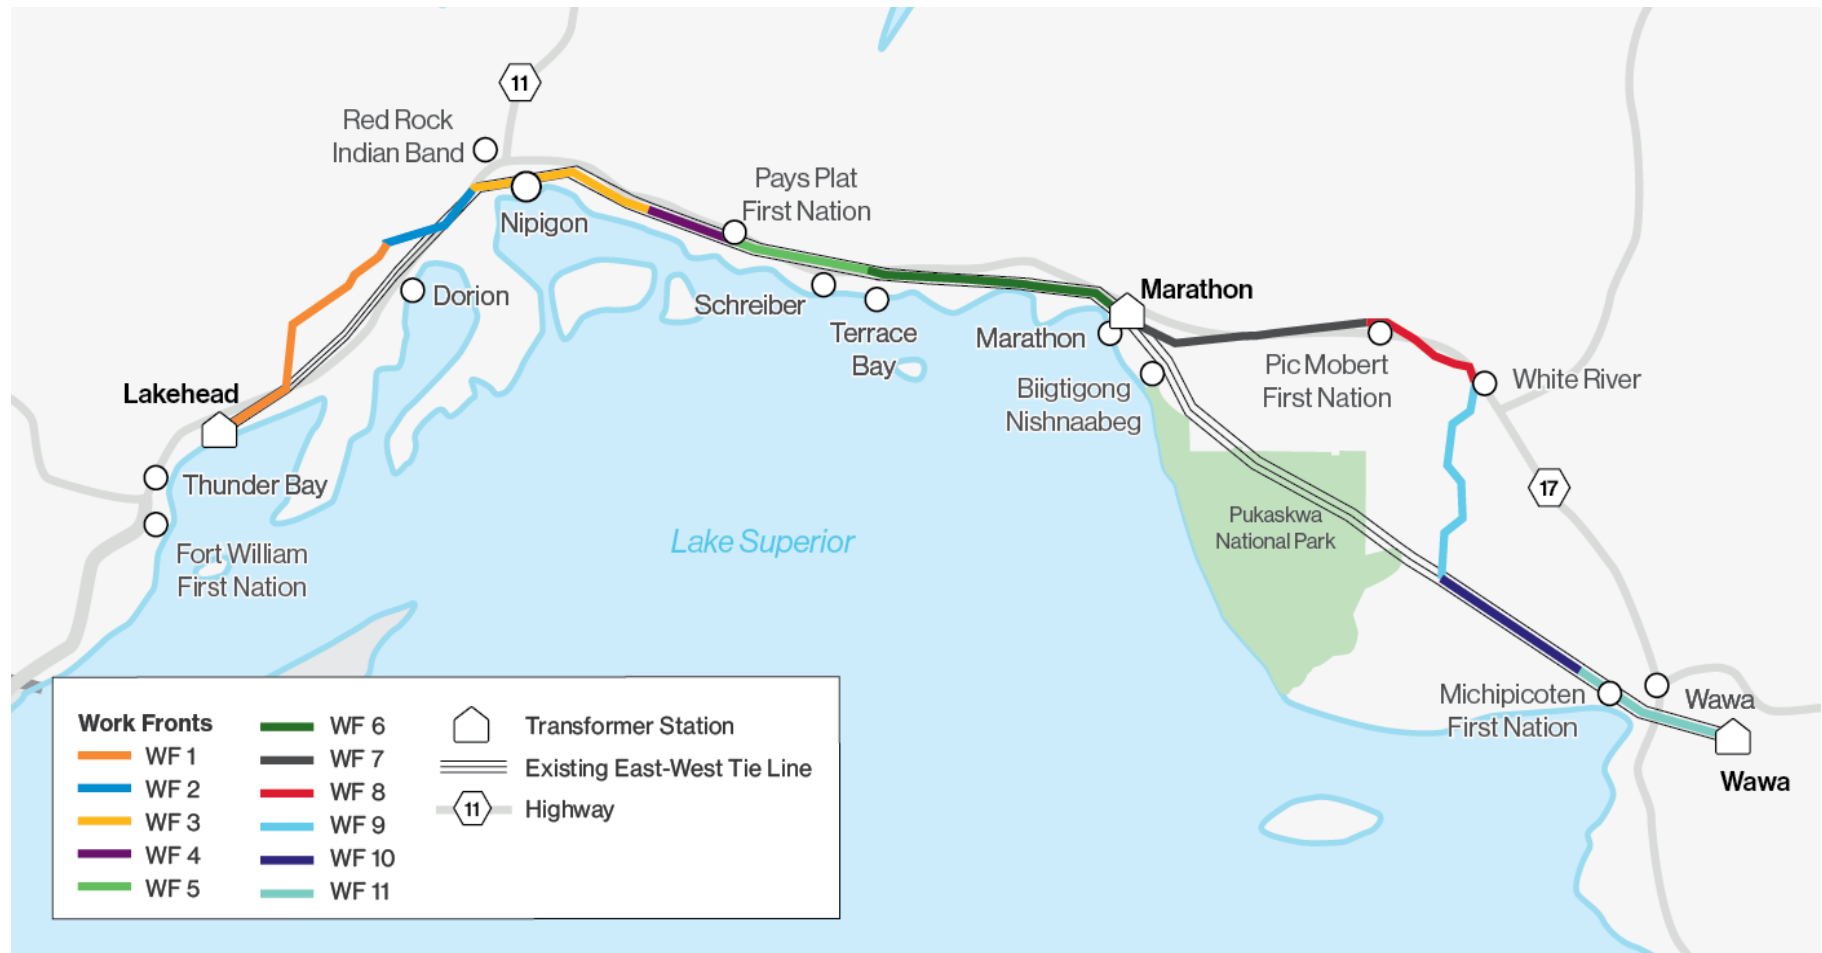 11
Red Rock
Indian Band
Pays Plat
First Nation
Nipigon
Dorion
Schreiber
Terrace
Bay
Marathon
Marathon
Biigtigong
Nishnaabeg
Pic Mobert
First Nation
White River
Lakehead
Thunder Bay
Fort William
First Nation
Lake Superior
Pukaskwa
National Park
17
Michipicoten
First Nation
Wawa
Wawa
Work Fronts
WF 1
WF 2
WF 3
WF 4
WF 5
WF 6
WF 7
WF 8
WF 9
WF 10
WF 11
Transformer Station
Existing East-West Tie Line
11
Highway